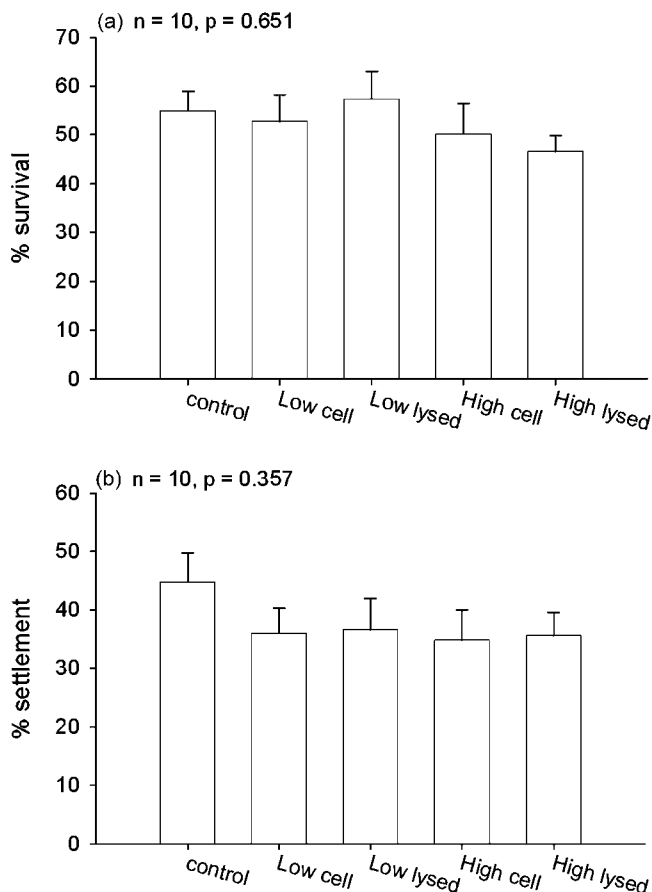 (a) n = 10, p = 0.651
70
60
50
40
30
20
10
0
% survival
control
Low cell
Low lysed
High cell
High lysed
(b) n = 10, p = 0.357
60
50
40
30
20
10
0
% settlement
control
Low cell
Low lysed
High cell
High lysed